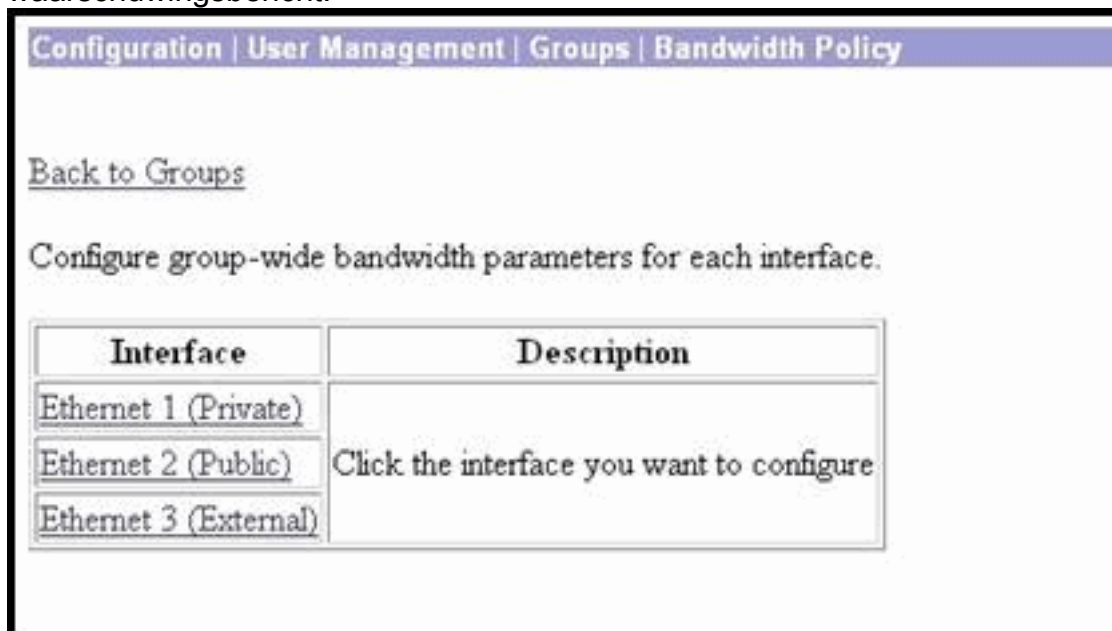 waarschuwingsbericht.
Configuration | User Management | Groups | Bandwidth Policy
Back to Groups
Configure group-wide bandwidth parameters for each interface.
Interface Description
Ethernet 1 (Private)
Ethernet 2 (Public) Click the interface you want to configure
Ethernet 3 (External)